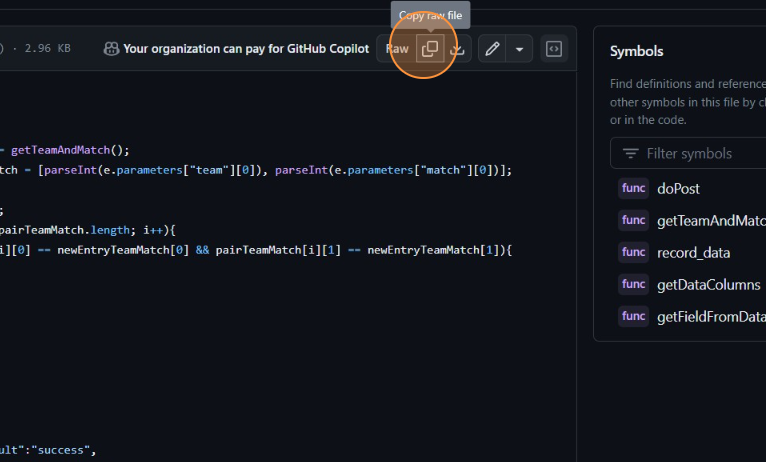 Copy raw file
) · 2.96 KB
Your organization can pay for GitHub Copilot
Raw
= getTeamAndMatch();
tch = [parseInt(e.parameters["team"][0]), parseInt(e.parameters["match"][0])];
;
pairTeamMatch.length; i++){
i][0] == newEntryTeamMatch[0] && pairTeamMatch[i][1] == newEntryTeamMatch[1]){
ult":"success",
Symbols
Find definitions and reference
other symbols in this file by cl
or in the code.
Filter symbols
func doPost
func getTeamAndMatc
func record_data
func getDataColumns
func getFieldFromData